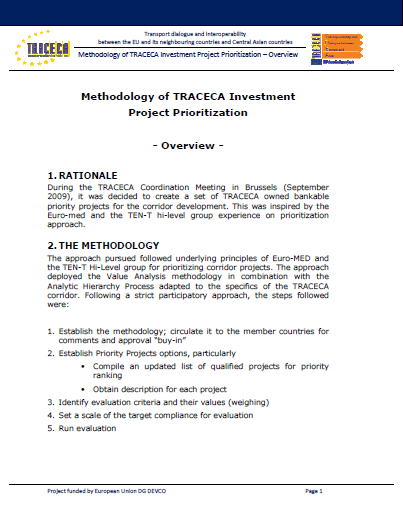 Transport dialogue and interoperability
between the EU and its neighbouring countries and Central Asian countries
TRACECA
Methodology of TRACECA Investment Project Prioritization – Overview
Methodology of TRACECA Investment
Project Prioritization
- Overview -
1. RATIONALE
During the TRACECA Coordination Meeting in Brussels (September
2009), it was decided to create a set of TRACECA owned bankable
priority projects for the corridor development. This was inspired by the
Euro-med and the TEN-T hi-level group experience on prioritization
approach.
2. THE METHODOLOGY
The approach pursued followed underlying principles of Euro-MED and
the TEN-T Hi-Level group for prioritizing corridor projects. The approach
deployed the Value Analysis methodology in combination with the
Analytic Hierarchy Process adapted to the specifics of the TRACECA
corridor. Following a strict participatory approach, the steps followed
were:
1. Establish the methodology; circulate it to the member countries for
comments and approval “buy-in”
2. Establish Priority Projects options, particularly
• Compile an updated list of qualified projects for priority
ranking
• Obtain description for each project
3. Identify evaluation criteria and their values (weighing)
4. Set a scale of the target compliance for evaluation
5. Run evaluation
Project funded by European Union DG DEVCO Page 1